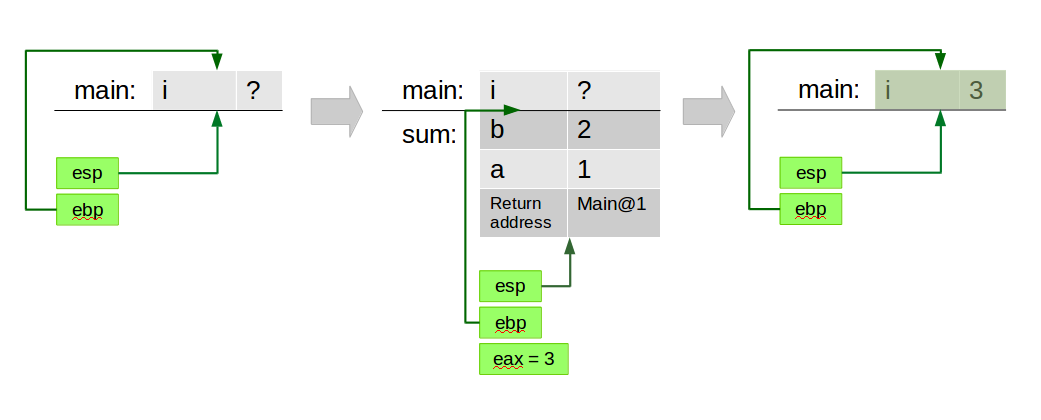 main: i ?
esp
ebp
main: i ?
sum: b 2
a 1
Return Main@1
address
esp
ebp
eax = 3
main: i 3
esp
ebp